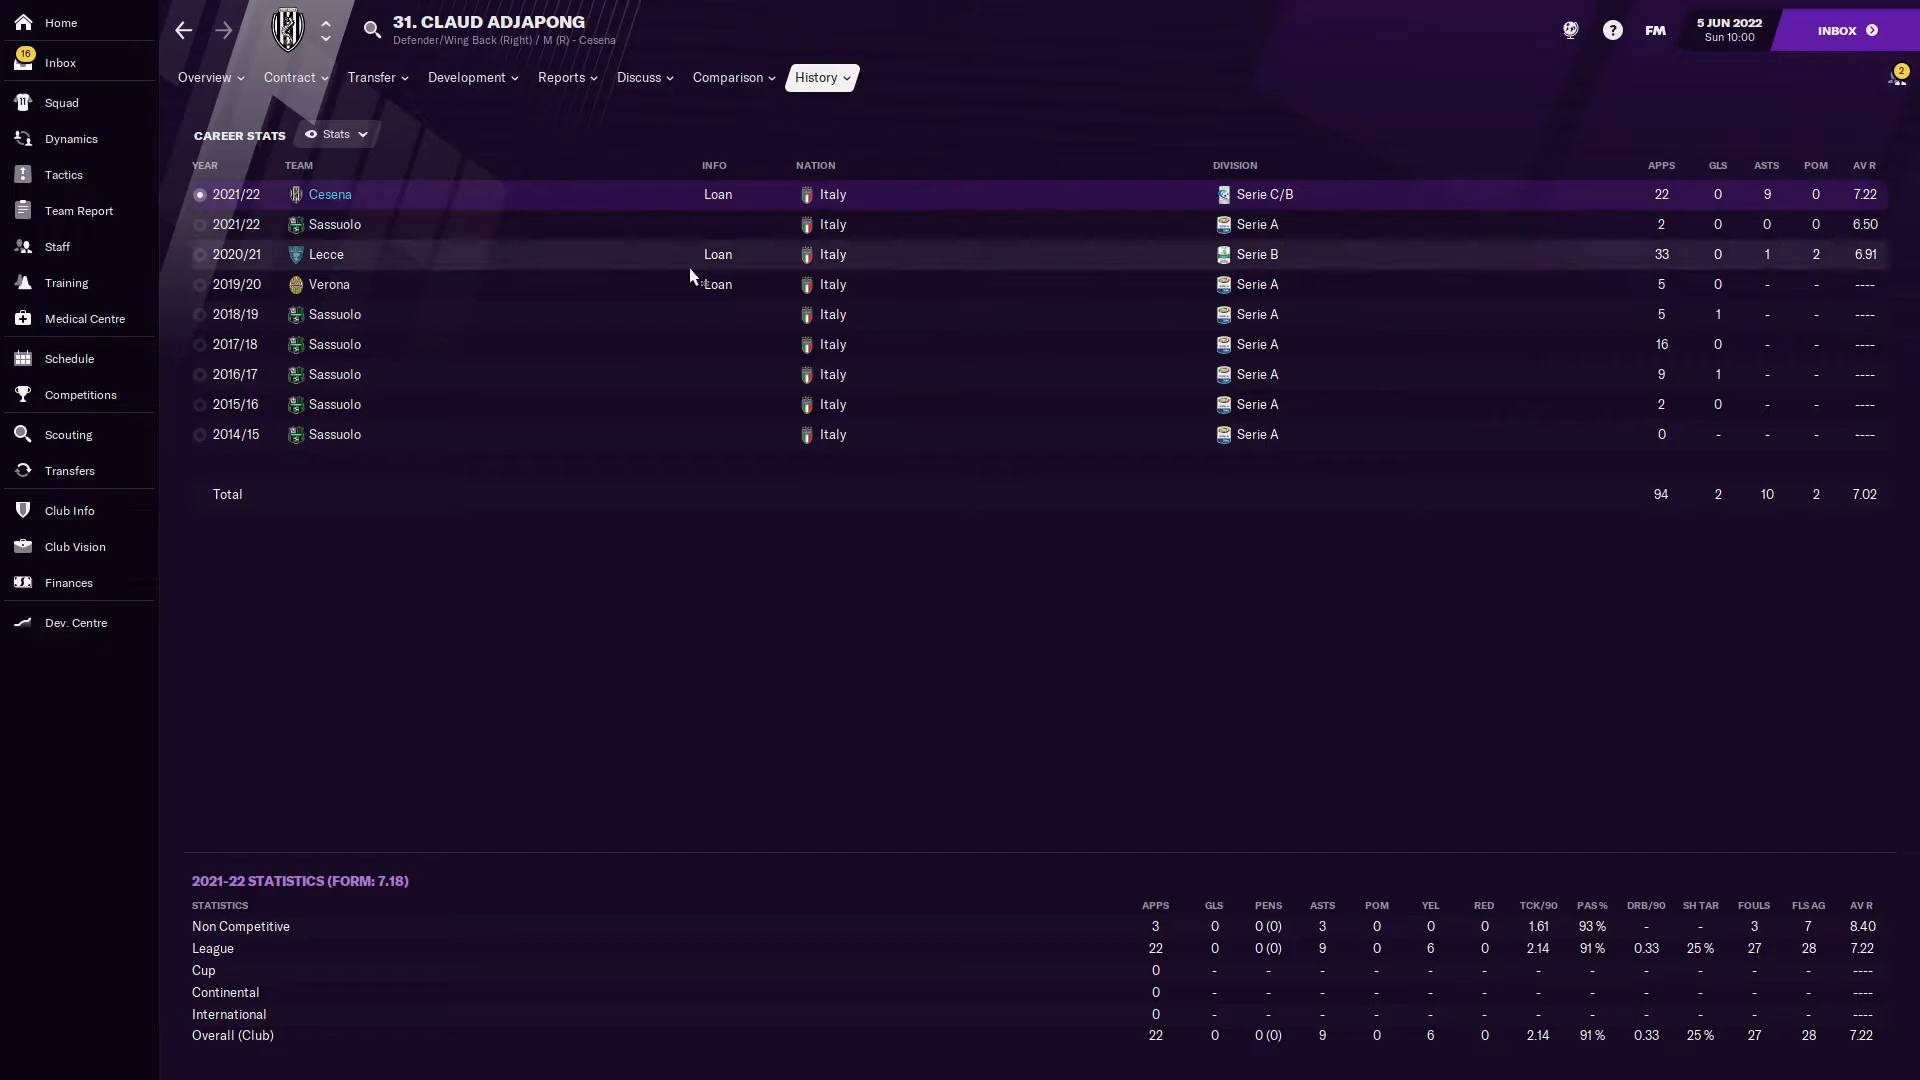 Home
16
Inbox
Squad
Dynamics
Tactics
Team Report
Staff
Training
Medical Centre
Schedule
Competitions
Scouting
Transfers
Club Info
Club Vision
Finances
Dev. Centre
31. CLAUD ADJAPONG
Defender/Wing Back (Right) / M (R) - Cesena
FM
5 JUN 2022
Sun 10:00
INBOX
2
Overview Contract Transfer Development Reports Discuss Comparison History
CAREER STATS Stats
YEAR TEAM INFO NATION DIVISION APPS GLS ASTS POM AV R
2021/22 Cesena Loan Italy Serie C/B 22 0 9 0 7.22
2021/22 Sassuolo Italy Serie A 2 0 0 0 6.50
2020/21 Lecce Loan Italy Serie B 33 0 1 2 6.91
2019/20 Verona Loan Italy Serie A 5 0 - - ----
2018/19 Sassuolo Italy Serie A 5 1 - - ----
2017/18 Sassuolo Italy Serie A 16 0 - - ----
2016/17 Sassuolo Italy Serie A 9 1 - - ----
2015/16 Sassuolo Italy Serie A 2 0 - - ----
2014/15 Sassuolo Italy Serie A 0 - - - ----
Total 94 2 10 2 7.02
2021-22 STATISTICS (FORM: 7.18)
STATISTICS APPS GLS PENS ASTS POM YEL RED TCK/90 PAS % DRB/90 SH TAR FOULS FLS AG AV R
Non Competitive 3 0 0 (0) 3 0 0 0 1.61 93 % - - 3 7 8.40
League 22 0 0 (0) 9 0 6 0 2.14 91 % 0.33 25 % 27 28 7.22
Cup 0 - - - - - - - - - - - - ----
Continental 0 - - - - - - - - - - - - ----
International 0 - - - - - - - - - - - - ----
Overall (Club) 22 0 0 (0) 9 0 6 0 2.14 91 % 0.33 25 % 27 28 7.22